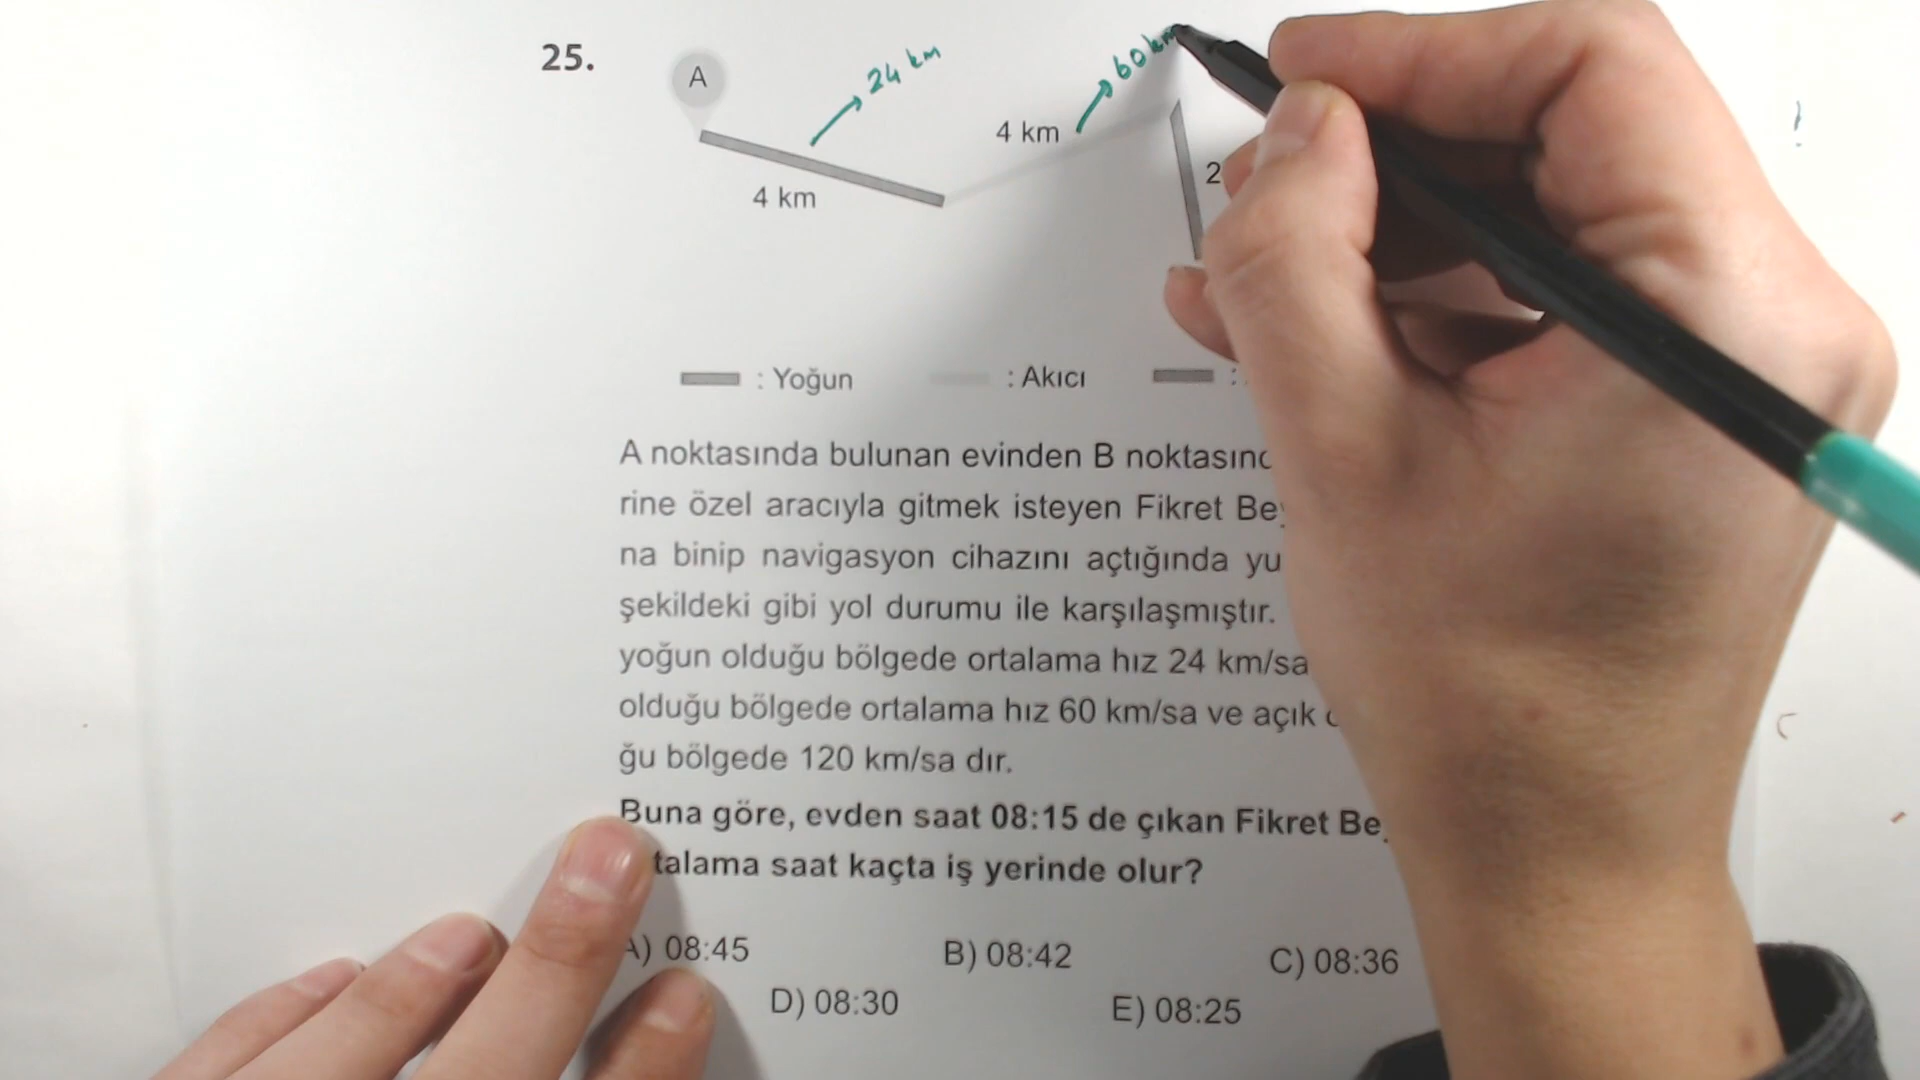 25.
A
24 km
60 km
4 km
4 km
2
: Yoğun
: Akıcı
:
A noktasında bulunan evinden B
rine özel aracıyla gitmek isteyen Fikret
na binip navigasyon cihazını açtığında
şekildeki gibi yol durumu ile karşılaşmıştır.
yoğun olduğu bölgede ortalama hız 24 km/sa
olduğu bölgede ortalama hız 60 km/sa ve açık
ğu bölgede 120 km/sa dır.
Buna göre, evden saat 08:15 de çıkan Fikret
talama saat kaçta iş yerinde olur?
A) 08:45
B) 08:42
C) 08:36
D) 08:30
E) 08:25